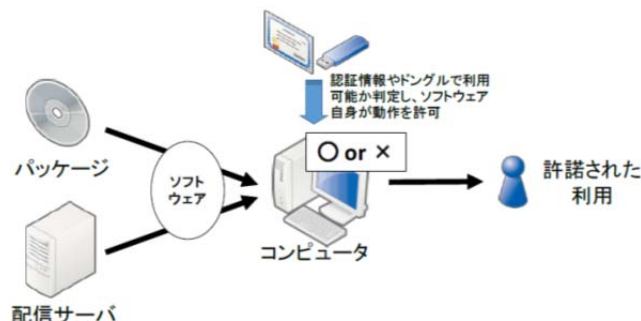 認証情報やドングルで利用
可能か判定し、ソフトウェア
自身が動作を許可
○ or ×
パッケージ
ソフト
ウェア
コンピュータ
許諾された
利用
配信サーバ